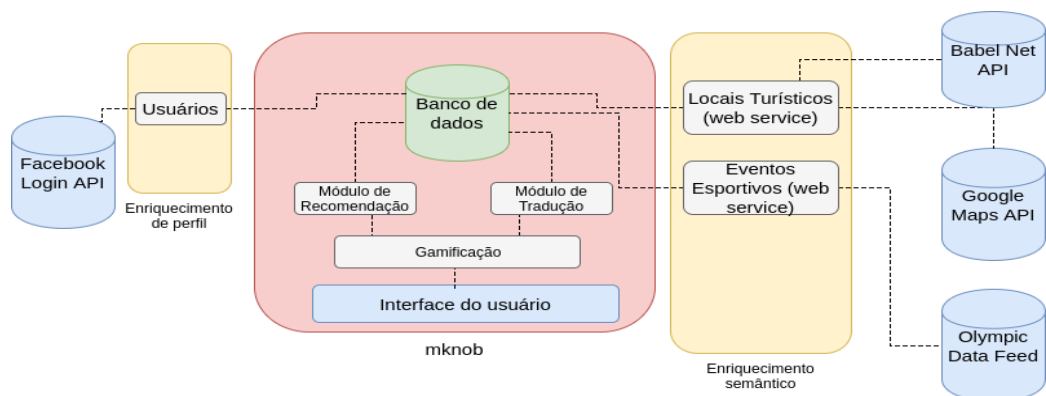 Facebook
Login API
Usuários
Enriquecimento
de perfil
Banco de
dados
Módulo de
Recomendação
Módulo de
Tradução
Gamificação
Interface do usuário
mknob
Locais Turísticos
(web service)
Eventos
Esportivos (web
service)
Enriquecimento
semântico
Babel Net
API
Google
Maps API
Olympic
Data Feed